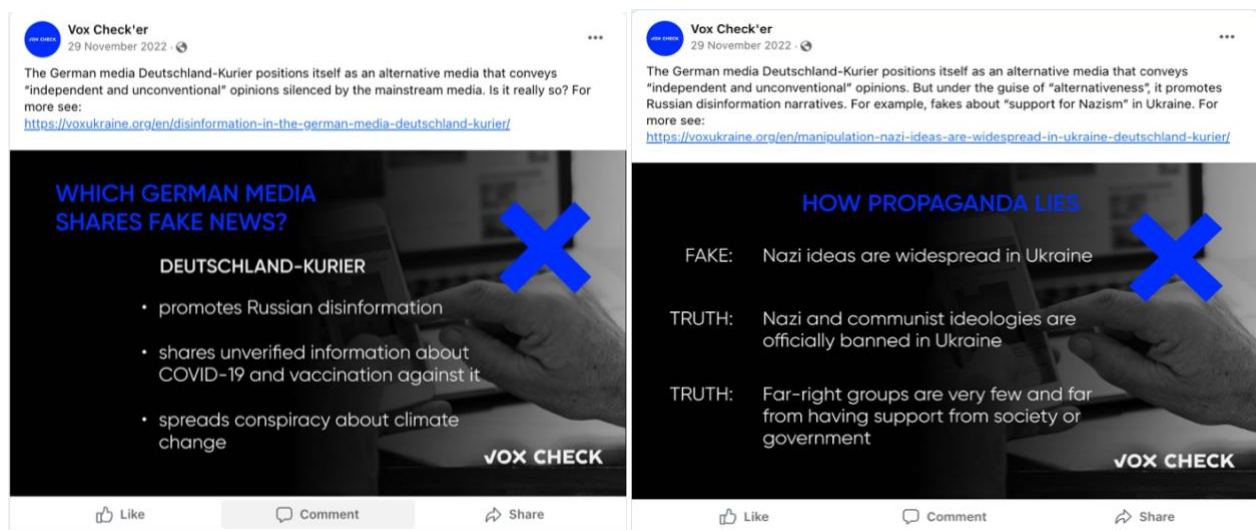 VOX CHECK
Vox Check'er
29 November 2022 ·
The German media Deutschland-Kurier positions itself as an alternative media that conveys
“independent and unconventional” opinions silenced by the mainstream media. Is it really so? For
more see:
https://voxukraine.org/en/disinformation-in-the-german-media-deutschland-kurier/
WHICH GERMAN MEDIA
SHARES FAKE NEWS?
DEUTSCHLAND-KURIER
• promotes Russian disinformation
• shares unverified information about
COVID-19 and vaccination against it
• spreads conspiracy about climate
change
VOX CHECK
Like
Comment
Share
VOX CHECK
Vox Check'er
29 November 2022 ·
The German media Deutschland-Kurier positions itself as an alternative media that conveys
“independent and unconventional” opinions. But under the guise of “alternativeness”, it promotes
Russian disinformation narratives. For example, fakes about “support for Nazism” in Ukraine. For
more see:
https://voxukraine.org/en/manipulation-nazi-ideas-are-widespread-in-ukraine-deutschland-kurier/
HOW PROPAGANDA LIES
FAKE: Nazi ideas are widespread in Ukraine
TRUTH: Nazi and communist ideologies are
officially banned in Ukraine
TRUTH: Far-right groups are very few and far
from having support from society or
government
VOX CHECK
Like
Comment
Share